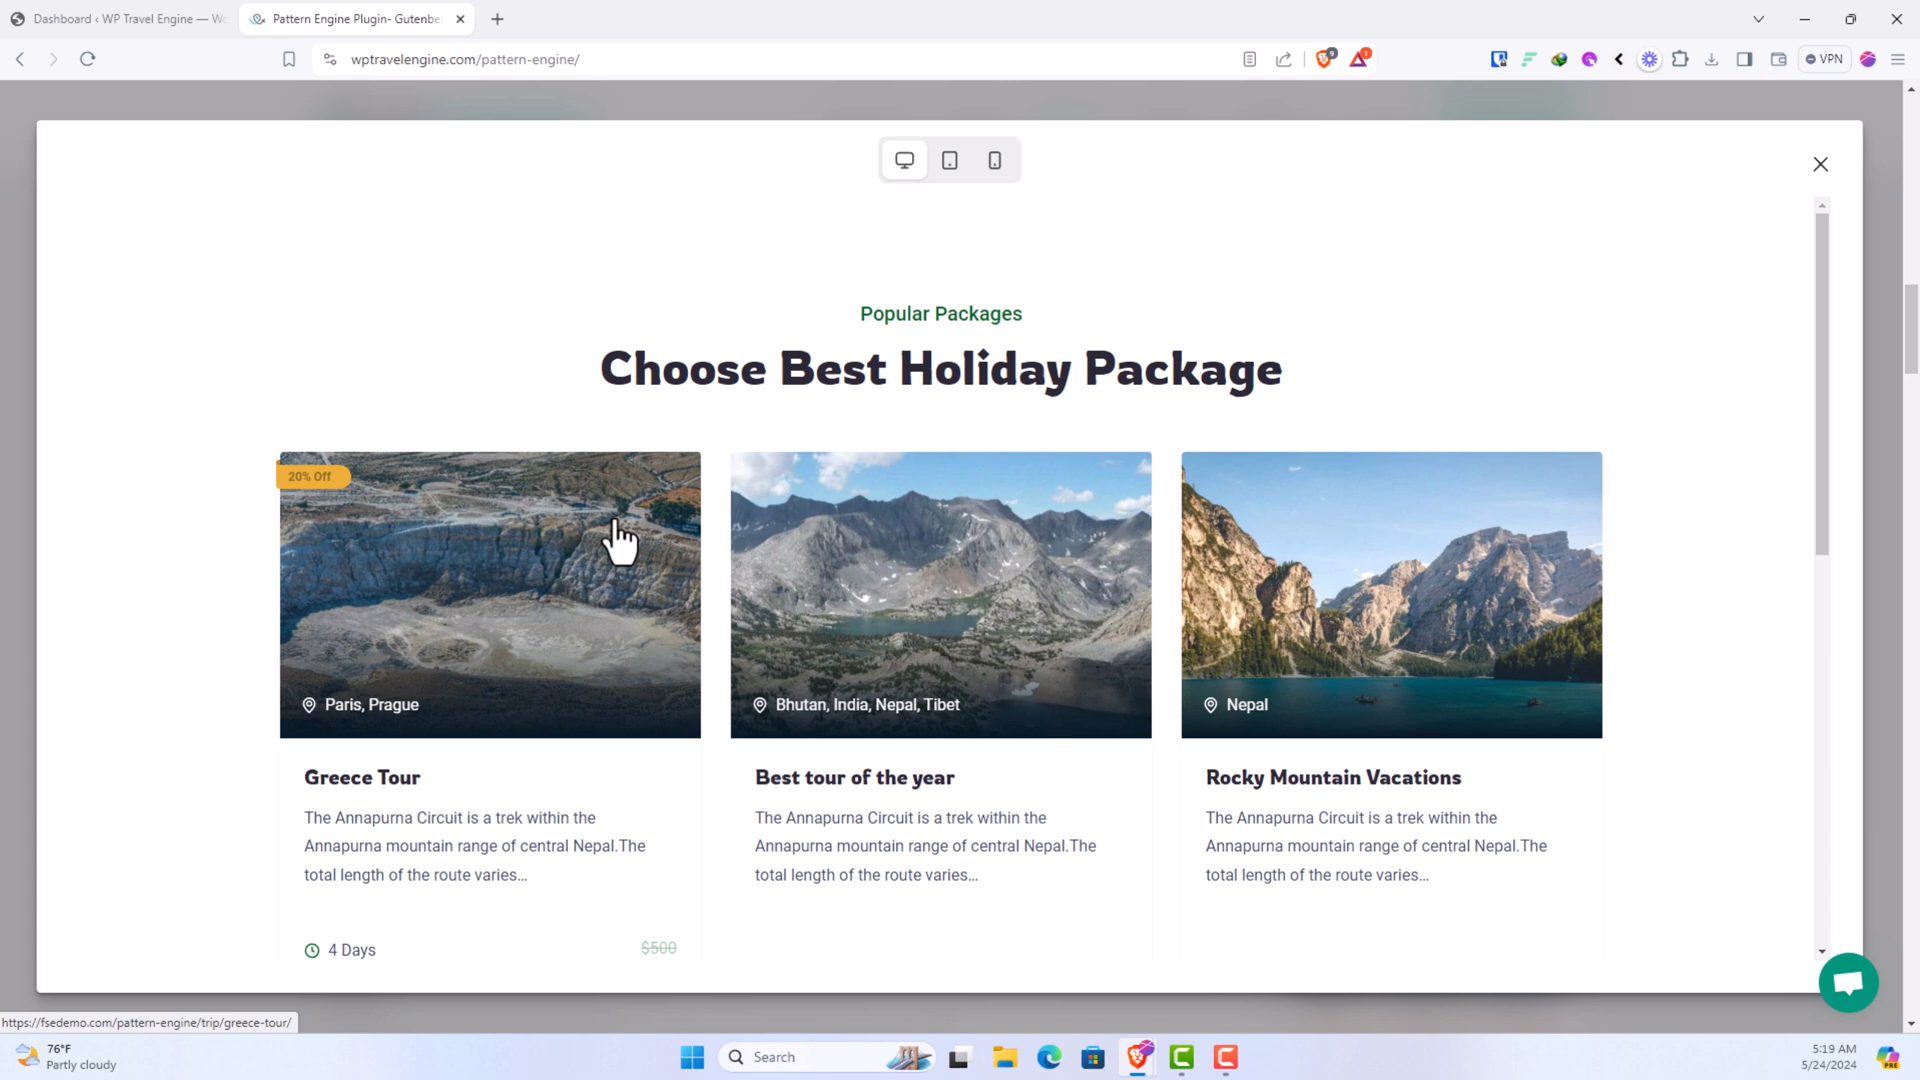 Dashboard ‹ WP Travel Engine — Wo
Pattern Engine Plugin- Gutenbe
wptravelengine.com/pattern-engine/
9
1
VPN
Popular Packages
Choose Best Holiday Package
20% Off
Paris, Prague
Bhutan, India, Nepal, Tibet
Nepal
Greece Tour
Best tour of the year
Rocky Mountain Vacations
The Annapurna Circuit is a trek within the
Annapurna mountain range of central Nepal.The
total length of the route varies...
The Annapurna Circuit is a trek within the
Annapurna mountain range of central Nepal.The
total length of the route varies...
The Annapurna Circuit is a trek within the
Annapurna mountain range of central Nepal.The
total length of the route varies...
4 Days
$500
https://fsedemo.com/pattern-engine/trip/greece-tour/
76°F
Partly cloudy
Search
5:19 AM
5/24/2024
PRE